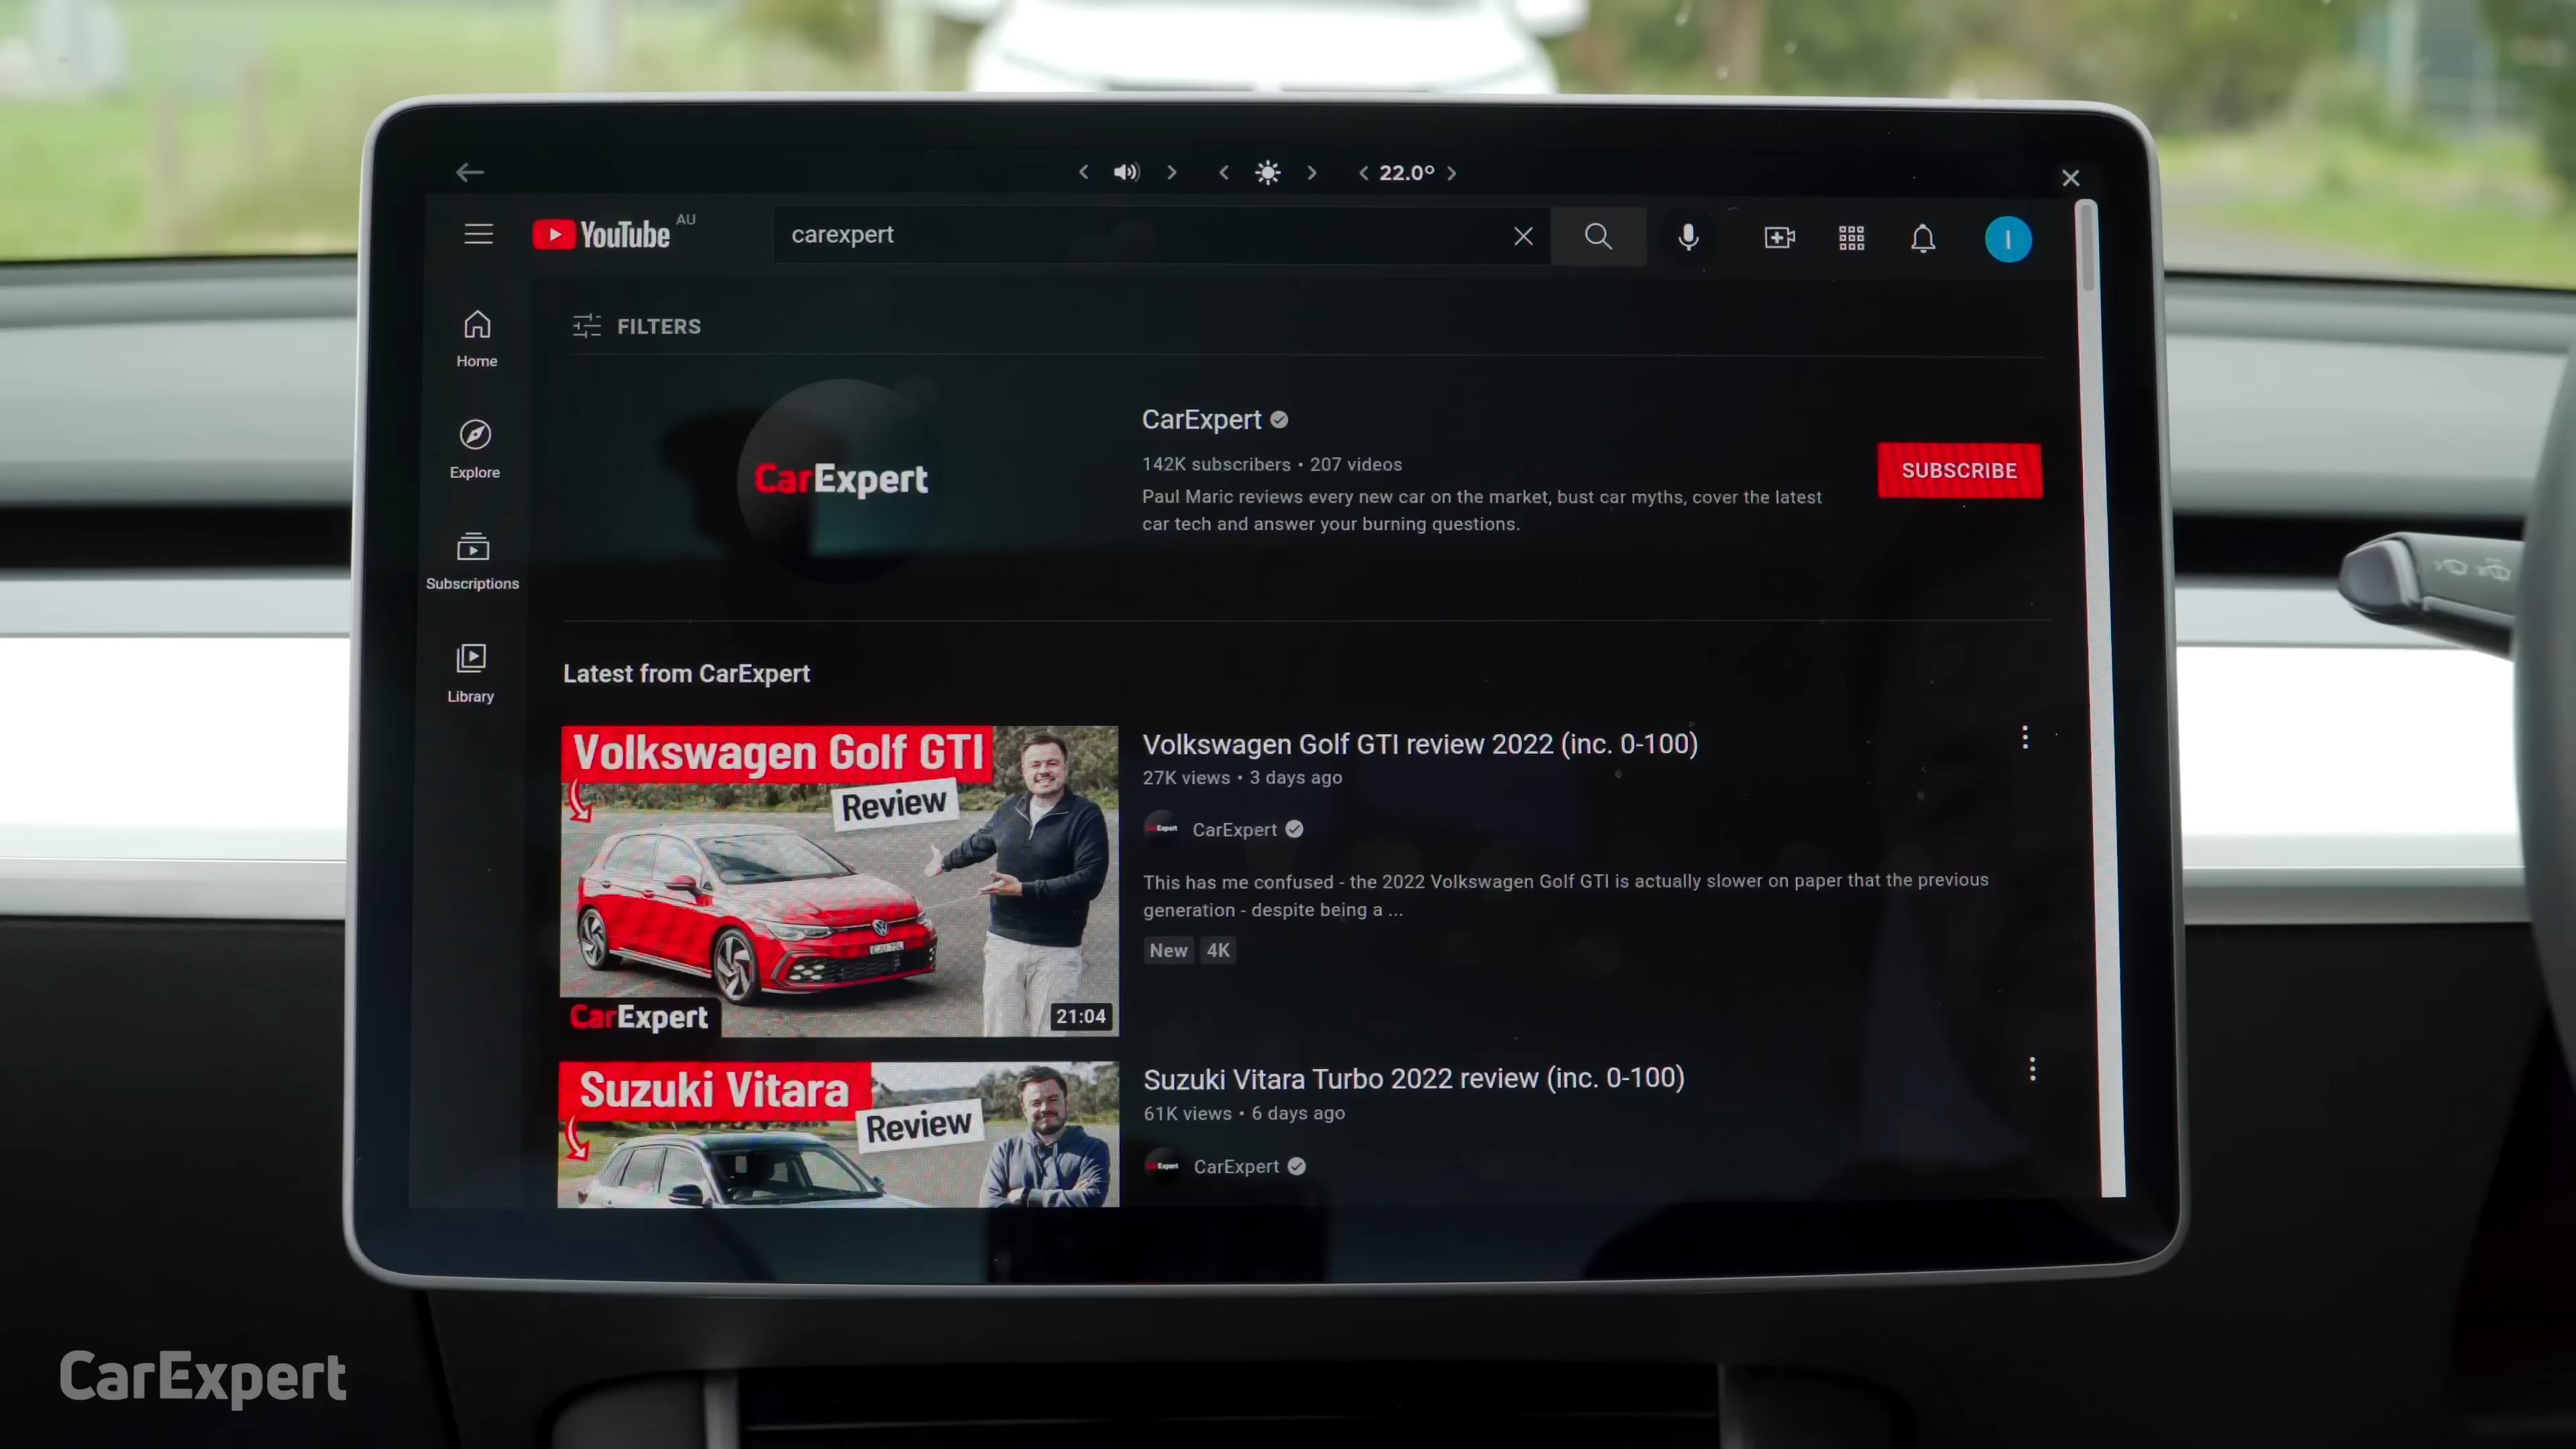 22.0°
YouTube AU
carexpert
FILTERS
Home
Explore
Subscriptions
Library
CarExpert
CarExpert
142K subscribers • 207 videos
Paul Maric reviews every new car on the market, bust car myths, cover the latest
car tech and answer your burning questions.
SUBSCRIBE
Latest from CarExpert
Volkswagen Golf GTI
Review
CarExpert
21:04
Volkswagen Golf GTI review 2022 (inc. 0-100)
27K views • 3 days ago
CarExpert
This has me confused - the 2022 Volkswagen Golf GTI is actually slower on paper that the previous
generation - despite being a ...
New 4K
Suzuki Vitara
Review
Suzuki Vitara Turbo 2022 review (inc. 0-100)
61K views • 6 days ago
CarExpert
CarExpert